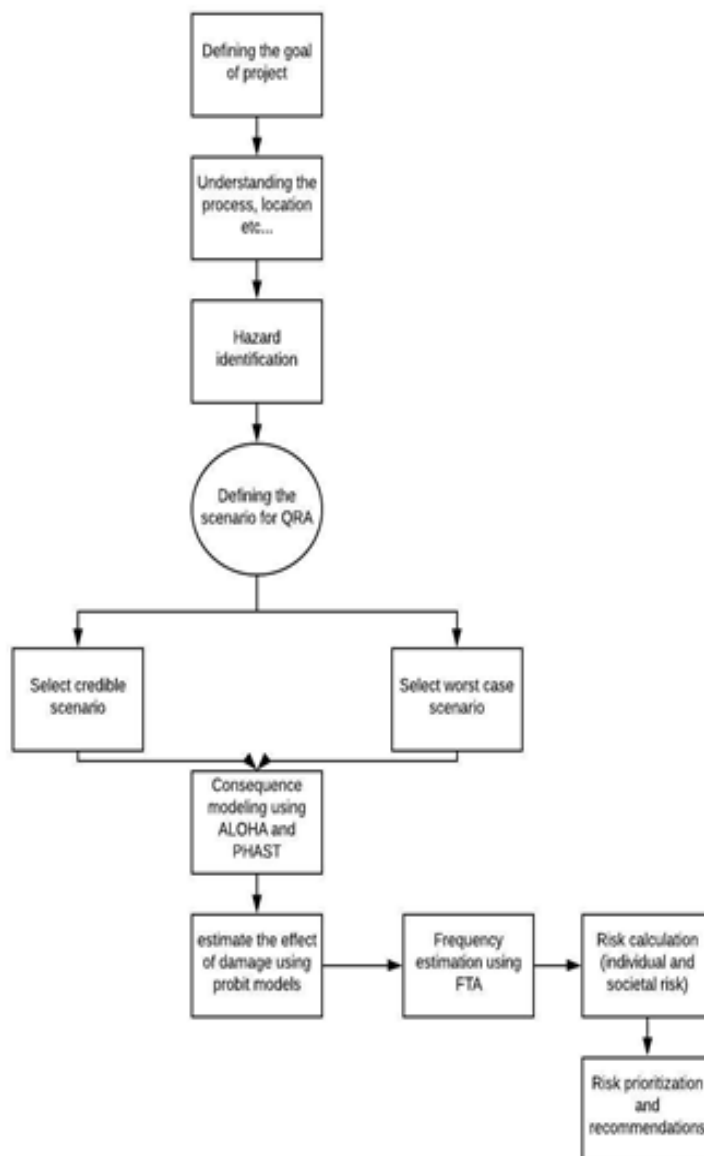 Defining the goal
of project
Understanding the
process, location
etc...
Hazard
identification
Defining the
scenario for QRA
Select credible
scenario
Select worst case
scenario
Consequence
modeling using
ALOHA and
PHAST
estimate the effect
of damage using
probit models
Frequency
estimation using
FTA
Risk calculation
(individual and
societal risk)
Risk prioritization
and
recommendations